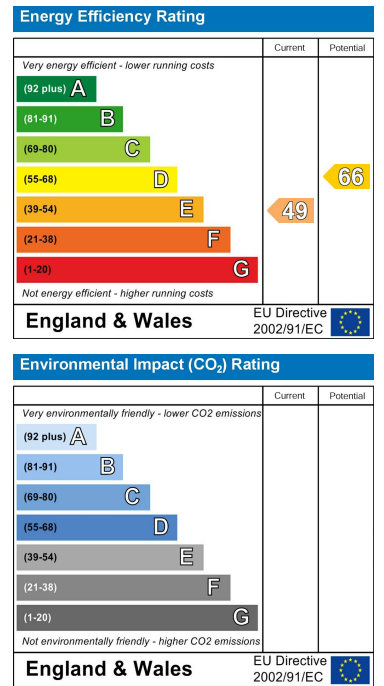 Energy Efficiency Rating
Current Potential
Very energy efficient - lower running costs
(92 plus) A
(81-91) B
(69-80) C
(55-68) D
66
(39-54) E
49
(21-38) F
(1-20) G
Not energy efficient - higher running costs
England & Wales
EU Directive
2002/91/EC
Environmental Impact (CO₂) Rating
Current Potential
Very environmentally friendly - lower CO2 emissions
(92 plus) A
(81-91) B
(69-80) C
(55-68) D
(39-54) E
(21-38) F
(1-20) G
Not environmentally friendly - higher CO2 emissions
England & Wales
EU Directive
2002/91/EC